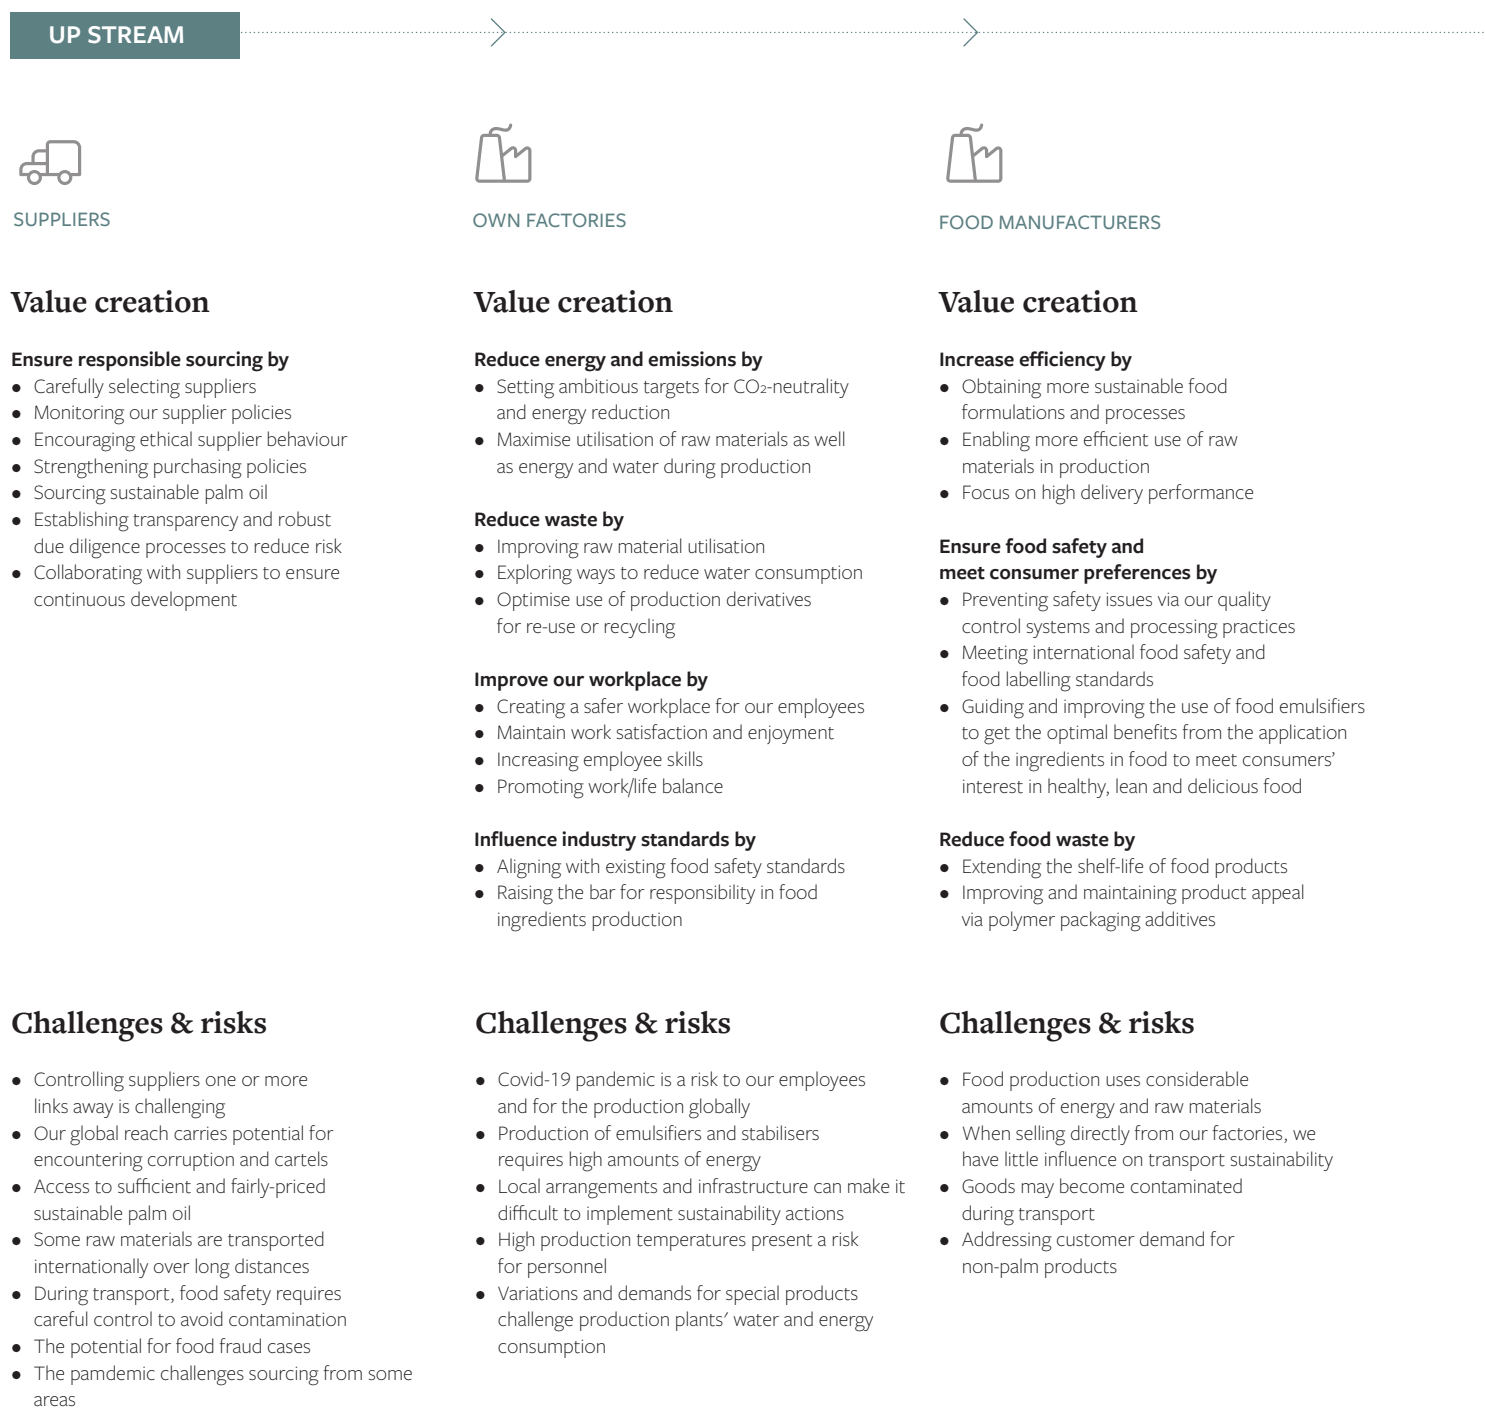 UP STREAM
SUPPLIERS
Value creation
Ensure responsible sourcing by
● Carefully selecting suppliers
● Monitoring our supplier policies
● Encouraging ethical supplier behaviour
● Strengthening purchasing policies
● Sourcing sustainable palm oil
● Establishing transparency and robust
due diligence processes to reduce risk
● Collaborating with suppliers to ensure
continuous development
Challenges & risks
● Controlling suppliers one or more
links away is challenging
● Our global reach carries potential for
encountering corruption and cartels
● Access to sufficient and fairly-priced
sustainable palm oil
● Some raw materials are transported
internationally over long distances
● During transport, food safety requires
careful control to avoid contamination
● The potential for food fraud cases
● The pamdemic challenges sourcing from some
areas
OWN FACTORIES
Value creation
Reduce energy and emissions by
● Setting ambitious targets for CO₂-neutrality
and energy reduction
● Maximise utilisation of raw materials as well
as energy and water during production
Reduce waste by
● Improving raw material utilisation
● Exploring ways to reduce water consumption
● Optimise use of production derivatives
for re-use or recycling
Improve our workplace by
● Creating a safer workplace for our employees
● Maintain work satisfaction and enjoyment
● Increasing employee skills
● Promoting work/life balance
Influence industry standards by
● Aligning with existing food safety standards
● Raising the bar for responsibility in food
ingredients production
Challenges & risks
● Covid-19 pandemic is a risk to our employees
and for the production globally
● Production of emulsifiers and stabilisers
requires high amounts of energy
● Local arrangements and infrastructure can make it
difficult to implement sustainability actions
● High production temperatures present a risk
for personnel
● Variations and demands for special products
challenge production plants' water and energy
consumption
FOOD MANUFACTURERS
Value creation
Increase efficiency by
● Obtaining more sustainable food
formulations and processes
● Enabling more efficient use of raw
materials in production
● Focus on high delivery performance
Ensure food safety and
meet consumer preferences by
● Preventing safety issues via our quality
control systems and processing practices
● Meeting international food safety and
food labelling standards
● Guiding and improving the use of food emulsifiers
to get the optimal benefits from the application
of the ingredients in food to meet consumers’
interest in healthy, lean and delicious food
Reduce food waste by
● Extending the shelf-life of food products
● Improving and maintaining product appeal
via polymer packaging additives
Challenges & risks
● Food production uses considerable
amounts of energy and raw materials
● When selling directly from our factories, we
have little influence on transport sustainability
● Goods may become contaminated
during transport
● Addressing customer demand for
non-palm products